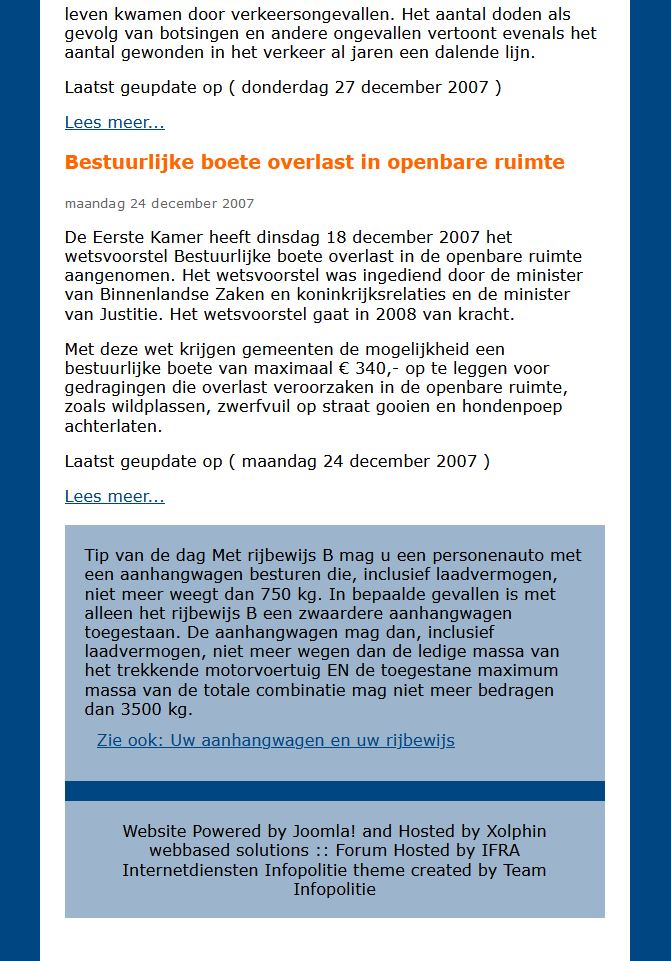 leven kwamen door verkeersongevallen. Het aantal doden als
gevolg van botsingen en andere ongevallen vertoont evenals het
aantal gewonden in het verkeer al jaren een dalende lijn.
Laatst geupdate op ( donderdag 27 december 2007 )
Lees meer...
Bestuurlijke boete overlast in openbare ruimte
maandag 24 december 2007
De Eerste Kamer heeft dinsdag 18 december 2007 het
wetsvoorstel Bestuurlijke boete overlast in de openbare ruimte
aangenomen. Het wetsvoorstel was ingediend door de minister
van Binnenlandse Zaken en koninkrijksrelaties en de minister
van Justitie. Het wetsvoorstel gaat in 2008 van kracht.
Met deze wet krijgen gemeenten de mogelijkheid een
bestuurlijke boete van maximaal € 340,- op te leggen voor
gedragingen die overlast veroorzaken in de openbare ruimte,
zoals wildplassen, zwerfvuil op straat gooien en hondenpoep
achterlaten.
Laatst geupdate op ( maandag 24 december 2007 )
Lees meer...
Tip van de dag Met rijbewijs B mag u een personenauto met
een aanhangwagen besturen die, inclusief laadvermogen,
niet meer weegt dan 750 kg. In bepaalde gevallen is met
alleen het rijbewijs B een zwaardere aanhangwagen
toegestaan. De aanhangwagen mag dan, inclusief
laadvermogen, niet meer wegen dan de ledige massa van
het trekkende motorvoertuig EN de toegestane maximum
massa van de totale combinatie mag niet meer bedragen
dan 3500 kg.
Zie ook: Uw aanhangwagen en uw rijbewijs
Website Powered by Joomla! and Hosted by Xolphin
webbased solutions :: Forum Hosted by IFRA
Internetdiensten Infopolitie theme created by Team
Infopolitie